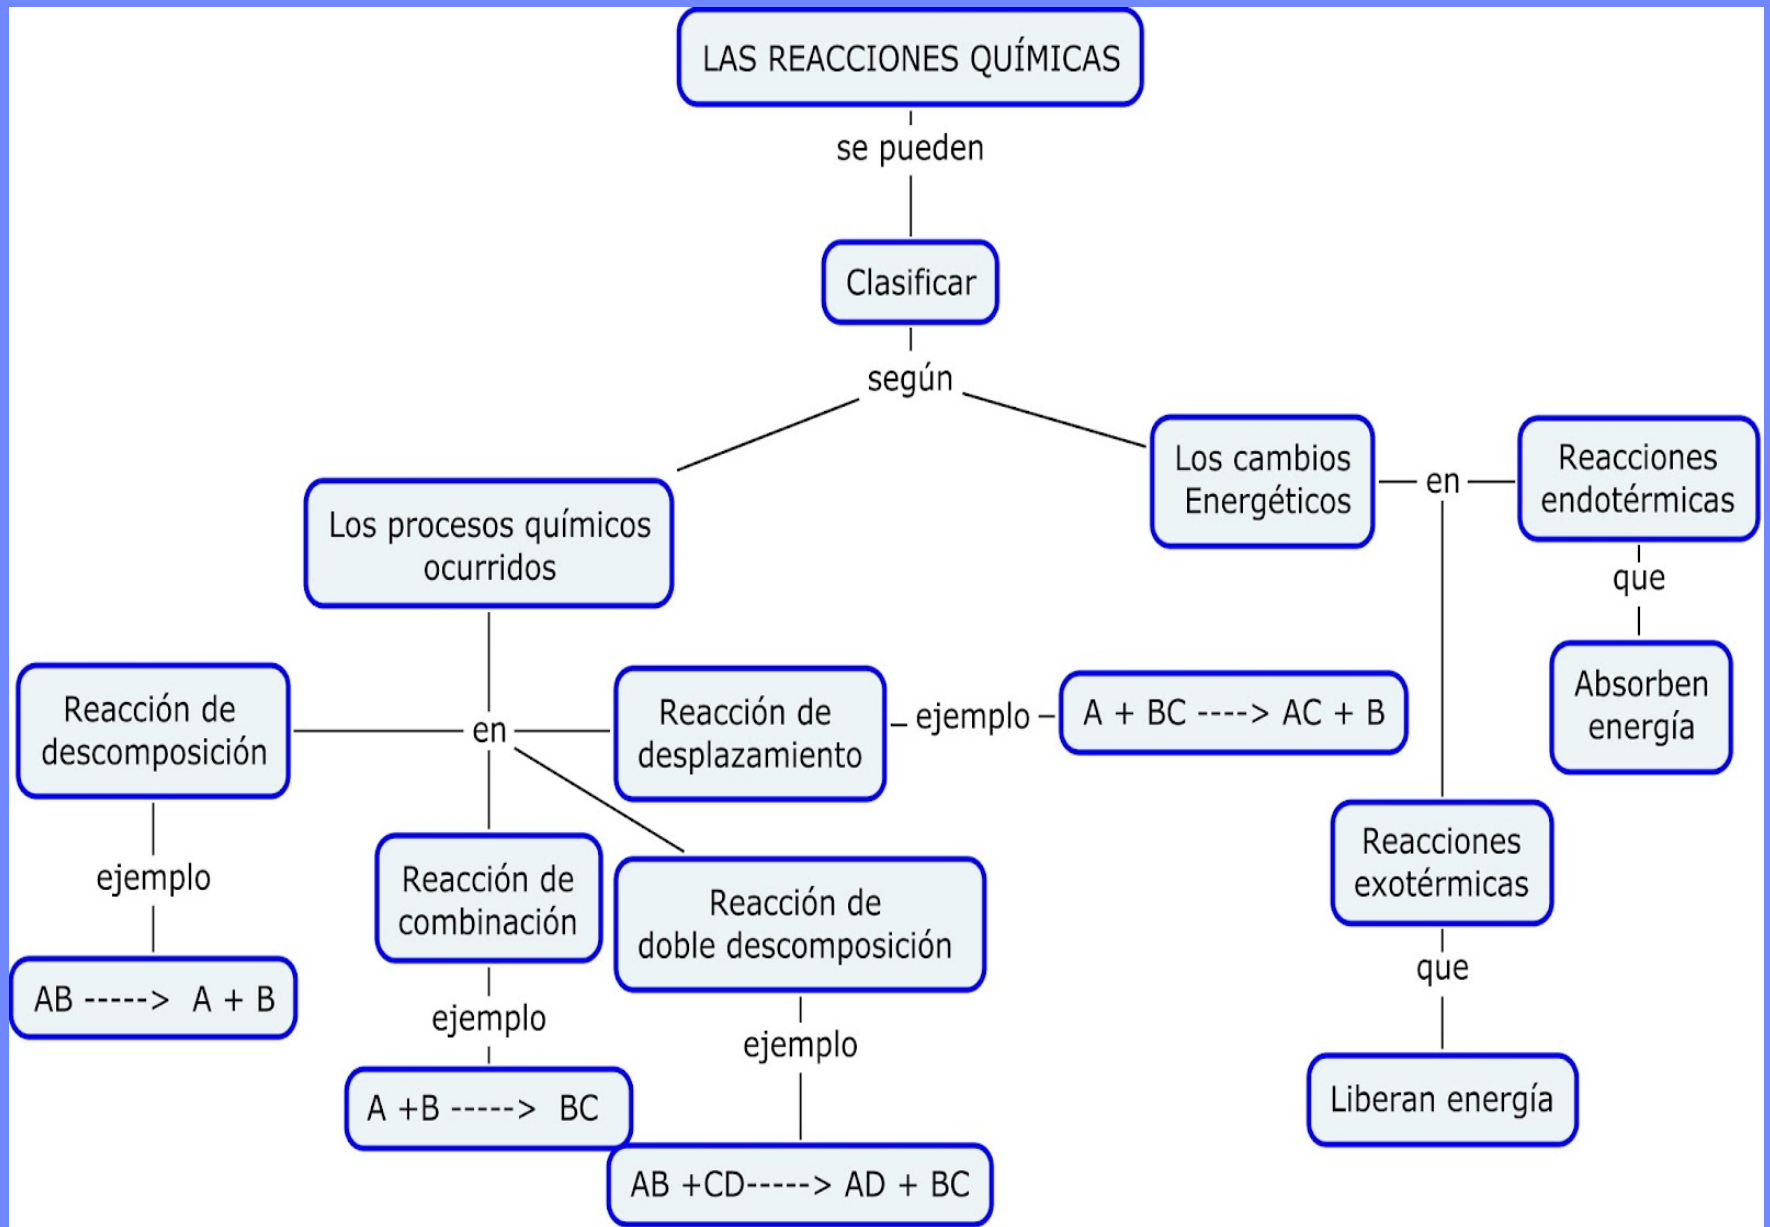 LAS REACCIONES QUÍMICAS
se pueden
Clasificar
según
Los procesos químicos
ocurridos
Los cambios
Energéticos
en
Reacciones
endotérmicas
que
Absorben
energía
Reacciones
exotérmicas
que
Liberan energía
en
Reacción de
descomposición
ejemplo
AB -----> A + B
Reacción de
combinación
ejemplo
A +B -----> BC
Reacción de
doble descomposición
ejemplo
AB +CD-----> AD + BC
Reacción de
desplazamiento
ejemplo
A + BC ----> AC + B